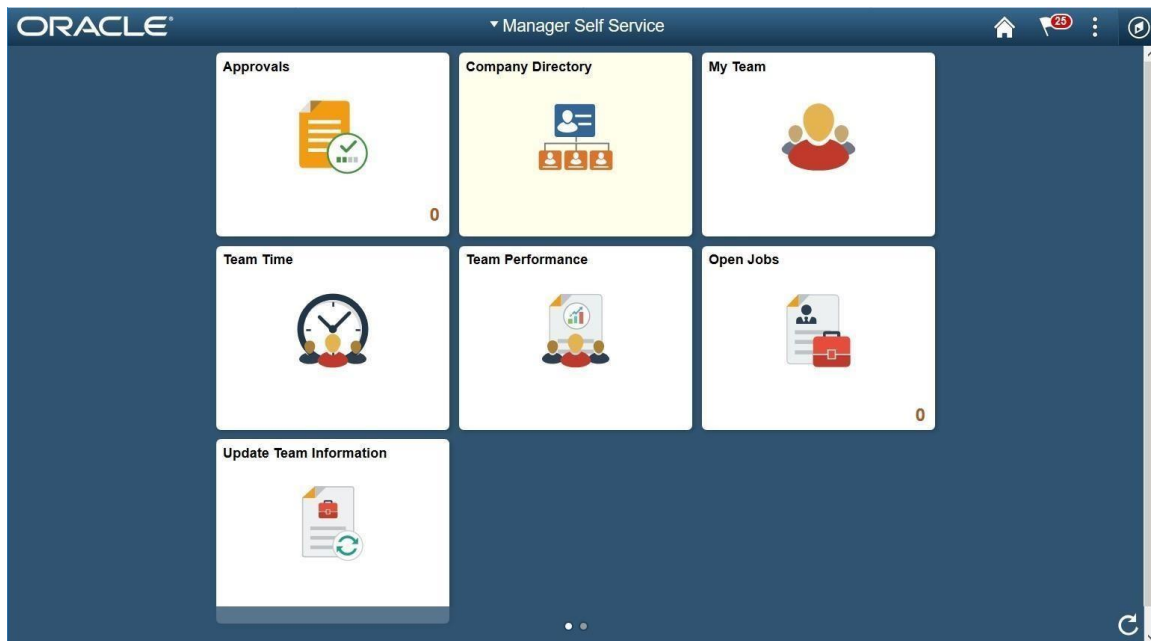 ORACLE
Manager Self Service
25
Approvals
Company Directory
My Team
0
Team Time
Team Performance
Open Jobs
0
Update Team Information